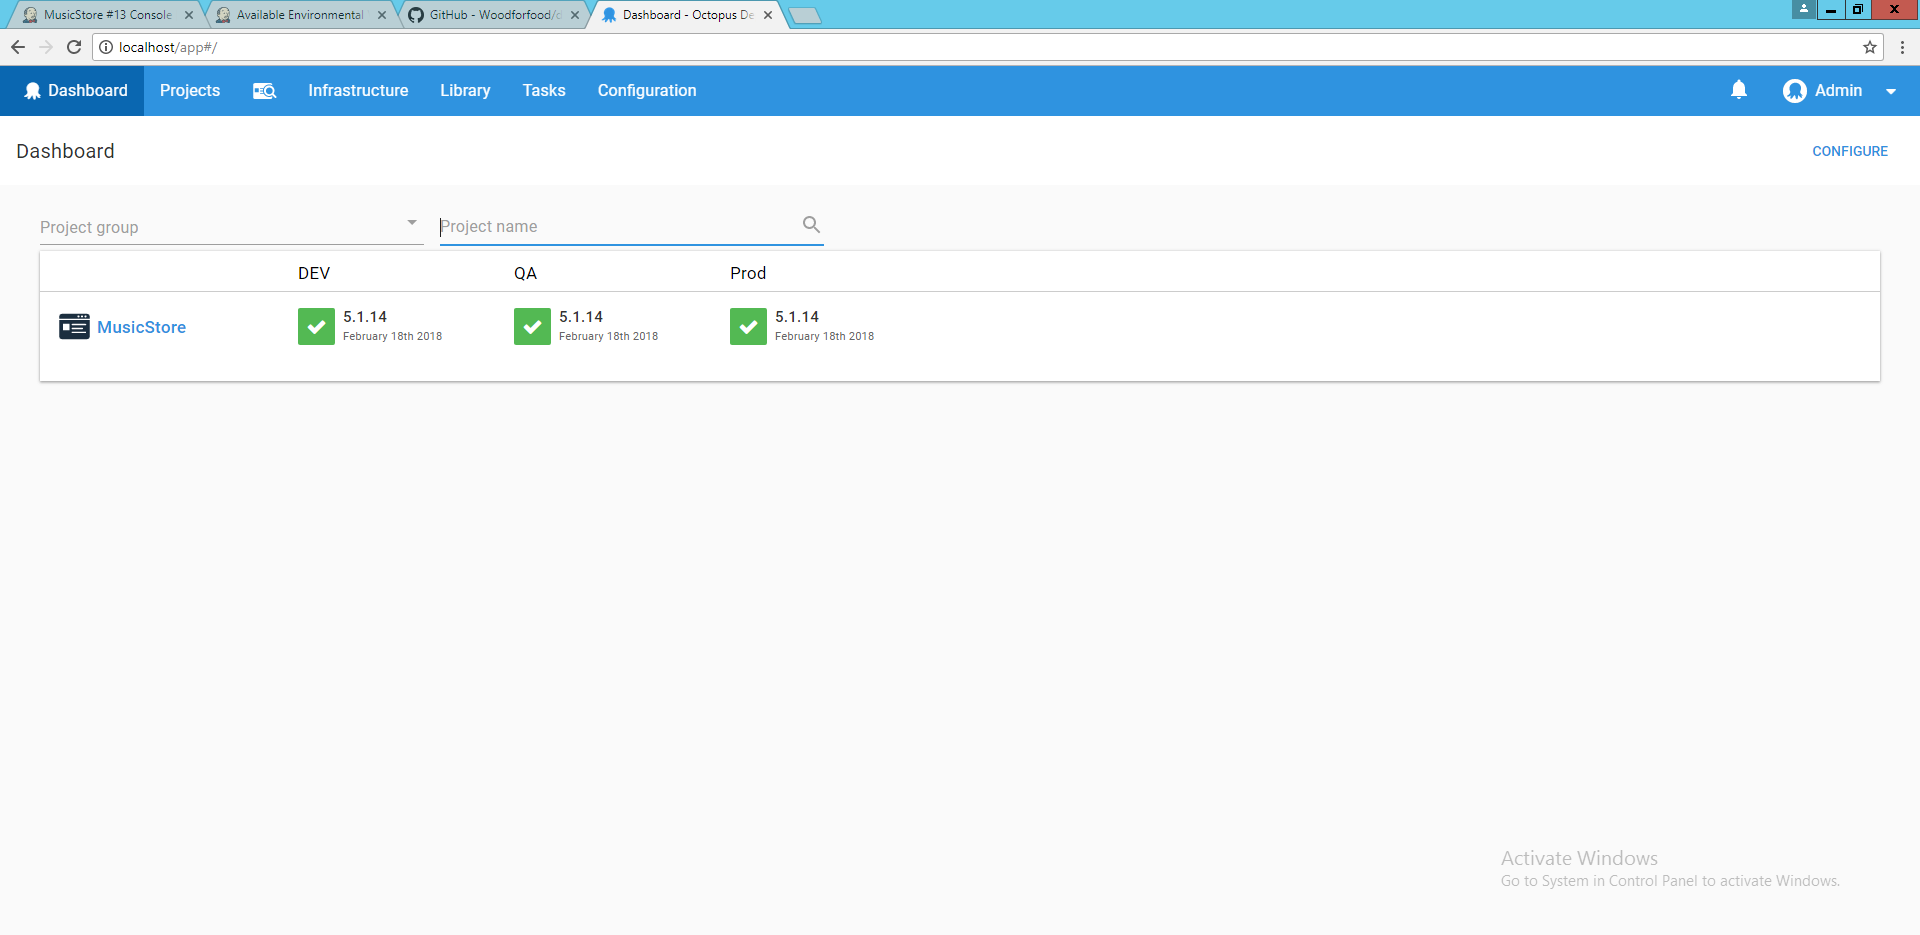 MusicStore #13 Console
Available Environmental
GitHub - Woodforfood/
Dashboard - Octopus De
localhost/app#/
Dashboard Projects Infrastructure Library Tasks Configuration Admin
Dashboard
CONFIGURE
Project group
Project name
DEV QA Prod
MusicStore
5.1.14 5.1.14 5.1.14
February 18th 2018 February 18th 2018 February 18th 2018
Activate Windows
Go to System in Control Panel to activate Windows.